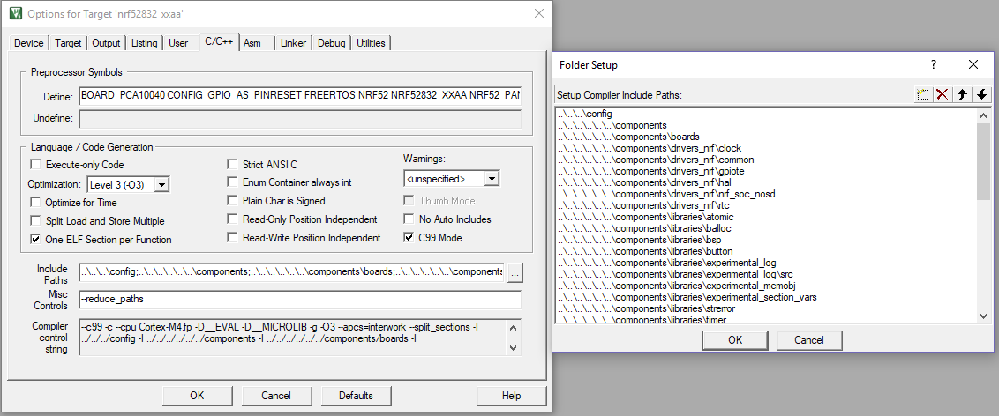 Options for Target 'nrf52832_xxaa'
Device Target Output Listing User C/C++ Asm Linker Debug Utilities
Preprocessor Symbols
Define: BOARD_PCA10040 CONFIG_GPIO_AS_PINRESET FREERTOS NRF52 NRF52832_XXAA NRF52_PAN
Undefine:
Language / Code Generation
Execute-only Code
Optimization: Level 3 (-O3)
Optimize for Time
Split Load and Store Multiple
One ELF Section per Function
Strict ANSI C
Enum Container always int
Plain Char is Signed
Read-Only Position Independent
Read-Write Position Independent
Warnings:
<unspecified>
Thumb Mode
No Auto Includes
C99 Mode
Include Paths
..\..\..\config;..\..\..\..\..\..\components;..\..\..\..\..\..\components\boards;..\..\..\..\..\..\components
...
Misc Controls
--reduce_paths
Compiler control string
--c99 -c --cpu Cortex-M4.fp -D__EVAL -D__MICROLIB -g -O3 --apcs=interwork --split_sections -I
../../../config -I ../../../../../../components -I ../../../../../../components/boards -I
OK Cancel Defaults Help
Folder Setup
?
Setup Compiler Include Paths:
..\..\..\config
..\..\..\..\..\..\components
..\..\..\..\..\..\components\boards
..\..\..\..\..\..\components\drivers_nrf\clock
..\..\..\..\..\..\components\drivers_nrf\common
..\..\..\..\..\..\components\drivers_nrf\gpiote
..\..\..\..\..\..\components\drivers_nrf\hal
..\..\..\..\..\..\components\drivers_nrf\nrf_soc_nosd
..\..\..\..\..\..\components\drivers_nrf\rtc
..\..\..\..\..\..\components\libraries\atomic
..\..\..\..\..\..\components\libraries\balloc
..\..\..\..\..\..\components\libraries\bsp
..\..\..\..\..\..\components\libraries\button
..\..\..\..\..\..\components\libraries\experimental_log
..\..\..\..\..\..\components\libraries\experimental_log\src
..\..\..\..\..\..\components\libraries\experimental_memobj
..\..\..\..\..\..\components\libraries\experimental_section_vars
..\..\..\..\..\..\components\libraries\strerror
..\..\..\..\..\..\components\libraries\timer
OK Cancel